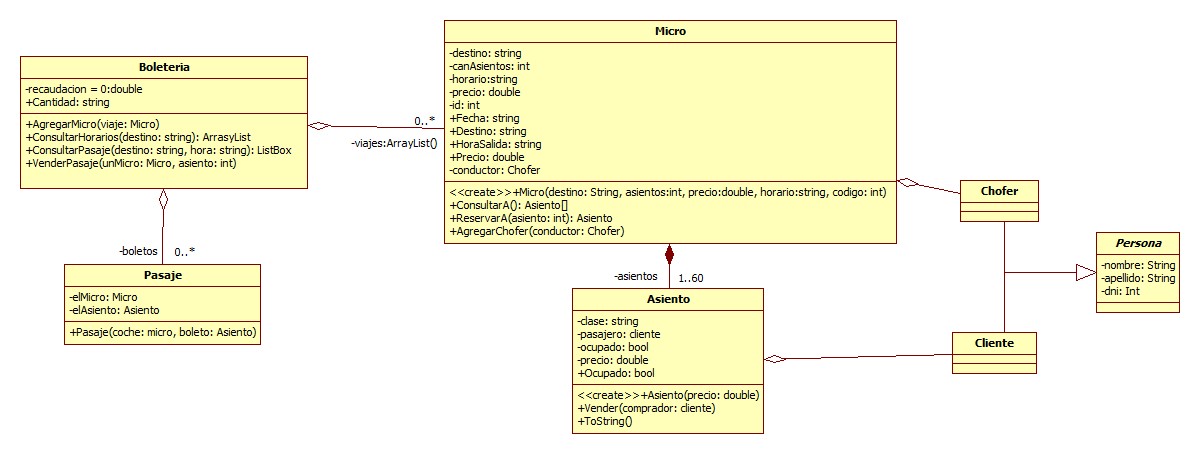 Boleteria
-recaudacion = 0:double
+Cantidad: string
+AgregarMicro(viaje: Micro)
+ConsultarHorarios(destino: string): ArrasyList
+ConsultarPasaje(destino: string, hora: string): ListBox
+VenderPasaje(unMicro: Micro, asiento: int)
0..*
-viajes:ArrayList()
Micro
-destino: string
-canAsientos: int
-horario:string
-precio: double
-id: int
+Fecha: string
+Destino: string
+HoraSalida: string
+Precio: double
-conductor: Chofer
<<create>>+Micro(destino: String, asientos:int, precio:double, horario:string, codigo: int)
+ConsultarA(): Asiento[]
+ReservarA(asiento: int): Asiento
+AgregarChofer(conductor: Chofer)
Chofer
Persona
-nombre: String
-apellido: String
-dni: Int
-boletos 0..*
Pasaje
-elMicro: Micro
-elAsiento: Asiento
+Pasaje(coche: micro, boleto: Asiento)
-asientos 1..60
Asiento
-clase: string
-pasajero: cliente
-ocupado: bool
-precio: double
+Ocupado: bool
<<create>>+Asiento(precio: double)
+Vender(comprador: cliente)
+ToString()
Cliente